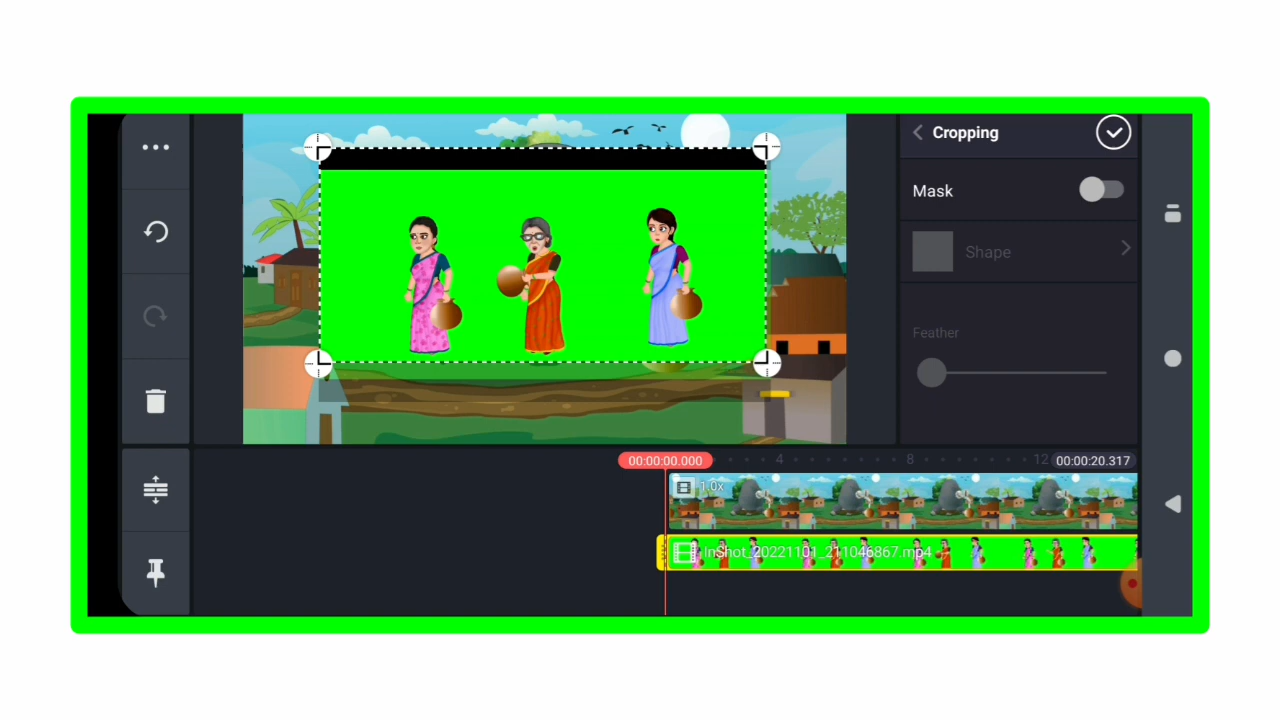 Cropping
Mask
Shape
Feather
00:00:00.000
4
8
12
00:00:20.317
1.0x
InShot_20221101_211046867.mp4